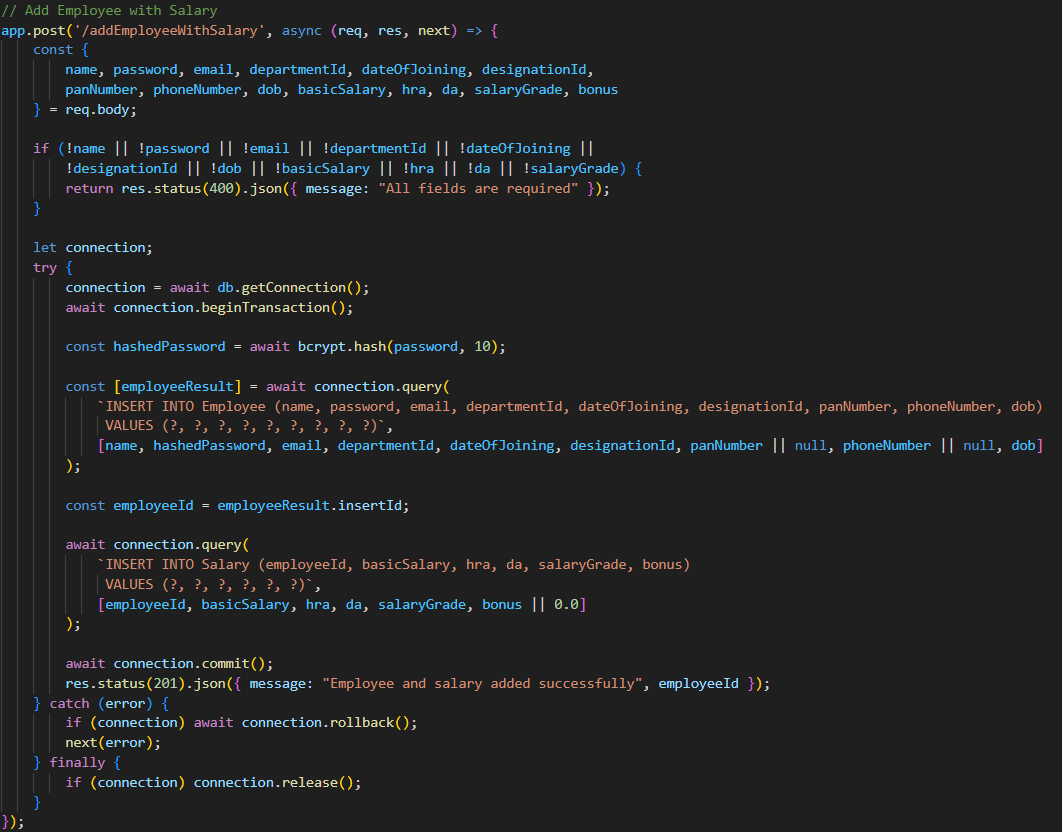 // Add Employee with Salary
app.post('/addEmployeeWithSalary', async (req, res, next) => {
    const {
        name, password, email, departmentId, dateOfJoining, designationId,
        panNumber, phoneNumber, dob, basicSalary, hra, da, salaryGrade, bonus
    } = req.body;

    if (!name || !password || !email || !departmentId || !dateOfJoining ||
        !designationId || !dob || !basicSalary || !hra || !da || !salaryGrade) {
        return res.status(400).json({ message: "All fields are required" });
    }

    let connection;
    try {
        connection = await db.getConnection();
        await connection.beginTransaction();

        const hashedPassword = await bcrypt.hash(password, 10);

        const [employeeResult] = await connection.query(
            `INSERT INTO Employee (name, password, email, departmentId, dateOfJoining, designationId, panNumber, phoneNumber, dob)
             VALUES (?, ?, ?, ?, ?, ?, ?, ?, ?)`,
            [name, hashedPassword, email, departmentId, dateOfJoining, designationId, panNumber || null, phoneNumber || null, dob]
        );

        const employeeId = employeeResult.insertId;

        await connection.query(
            `INSERT INTO Salary (employeeId, basicSalary, hra, da, salaryGrade, bonus)
             VALUES (?, ?, ?, ?, ?, ?)`,
            [employeeId, basicSalary, hra, da, salaryGrade, bonus || 0.0]
        );

        await connection.commit();
        res.status(201).json({ message: "Employee and salary added successfully", employeeId });
    } catch (error) {
        if (connection) await connection.rollback();
        next(error);
    } finally {
        if (connection) connection.release();
    }
});